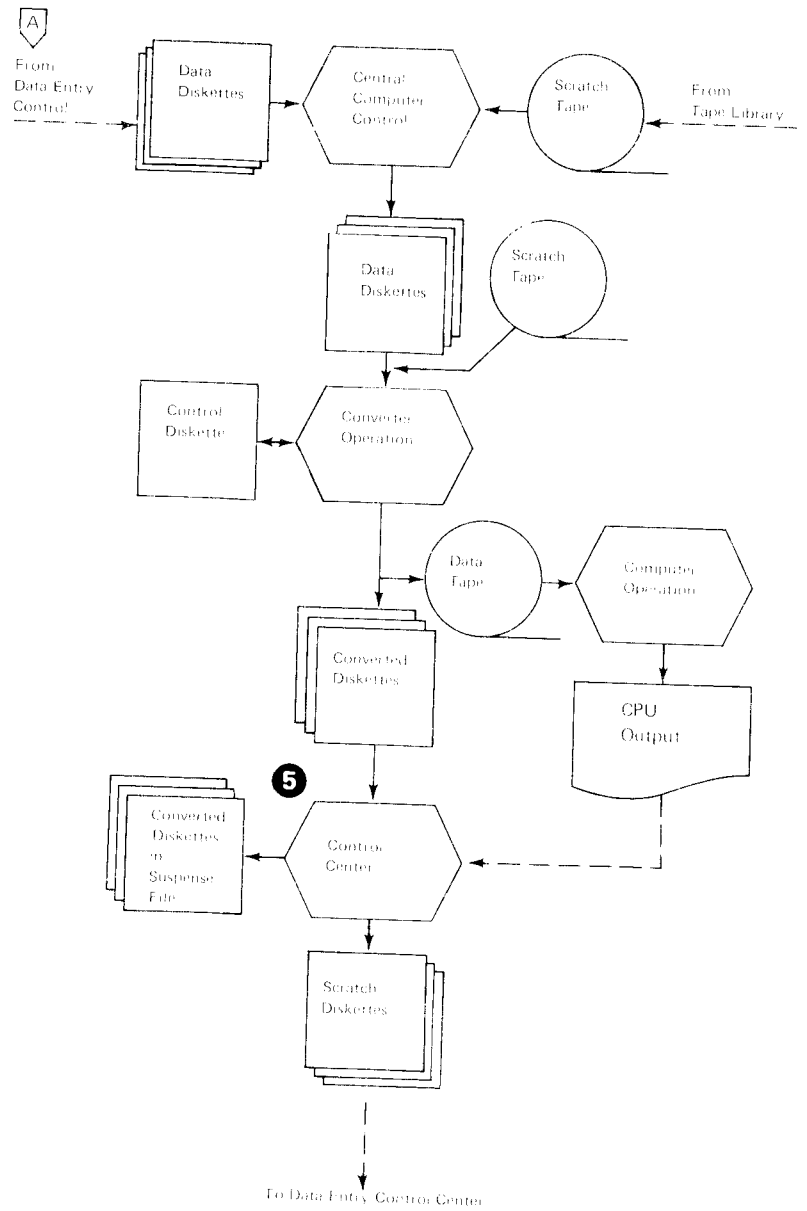 A
From
Data Entry
Control
Data
Diskettes
Central
Computer
Control
Scratch
Tape
From
Tape Library
Data
Diskettes
Scratch
Tape
Control
Diskette
Converter
Operation
Data
Tape
Computer
Operation
Converted
Diskettes
CPU
Output
5
Converted
Diskettes
in
Suspense
File
Control
Center
Scratch
Diskettes
To Data Entry Control Center